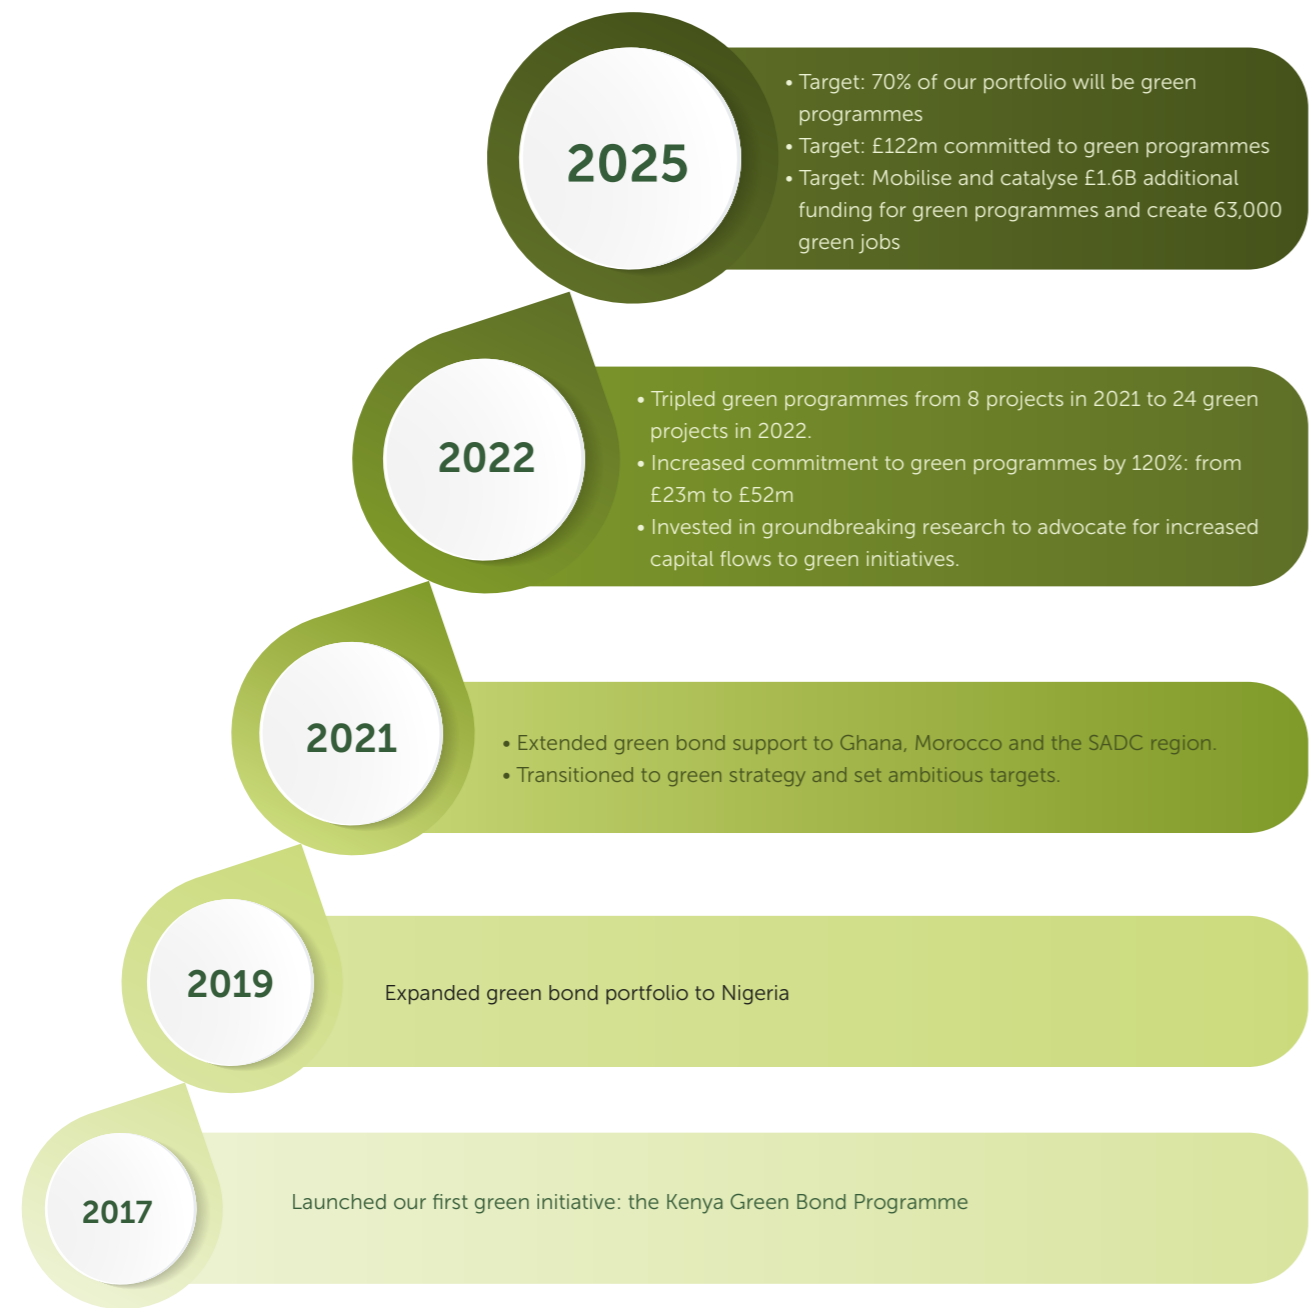 2025
• Target: 70% of our portfolio will be green
programmes
• Target: £122m committed to green programmes
• Target: Mobilise and catalyse £1.6B additional
funding for green programmes and create 63,000
green jobs
2022
• Tripled green programmes from 8 projects in 2021 to 24 green
projects in 2022.
• Increased commitment to green programmes by 120%: from
£23m to £52m
• Invested in groundbreaking research to advocate for increased
capital flows to green initiatives.
2021
• Extended green bond support to Ghana, Morocco and the SADC region.
• Transitioned to green strategy and set ambitious targets.
2019
Expanded green bond portfolio to Nigeria
2017
Launched our first green initiative: the Kenya Green Bond Programme